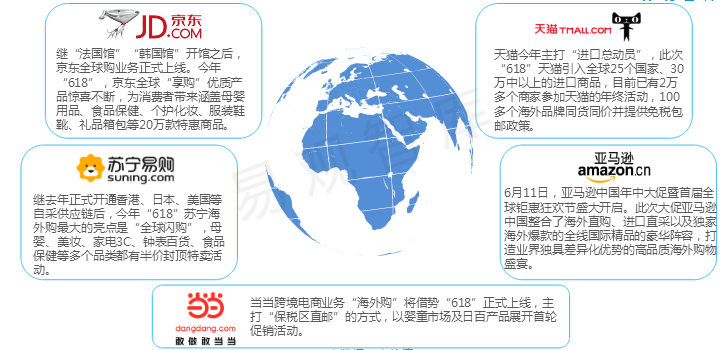 JD 京东
.COM
继“法国馆”“韩国馆”开馆之后，
京东全球购业务正式上线。今年
“618”，京东全球“享购”优质产
品惊喜不断，为消费者带来涵盖母婴
用品、食品保健、个护化妆、服装鞋
靴、礼品箱包等20万款特惠商品。
天猫 TMALL.COM
天猫今年主打“进口总动员”，此次
“618”天猫引入全球25个国家、30
万中以上的进口商品，目前已有2万
多个商家参加天猫的年终活动，100
多个海外品牌同货同价并提供免税包
邮政策。
苏宁易购
suning.com
继去年正式开通香港、日本、美国等
自采供应链后，今年“618”苏宁海
外购最大的亮点是“全球闪购”，母
婴、美妆、家电3C、钟表百货、食品
保健等多个品类都有半价封顶特卖活
动。
亚马逊
amazon.cn
6月11日，亚马逊中国年中大促暨首届全
球钜惠狂欢节盛大开启。此次大促亚马逊
中国整合了海外直购、进口直采以及独家
海外爆款的全线国际精品的豪华阵容，打
造业界独具差异化优势的高品质海外购物
盛宴。
当当
dangdang.com
敢做敢当当
当当跨境电商业务“海外购”将借势“618”正式上线，主
打“保税区直邮”的方式，以婴童市场及日百产品展开首轮
促销活动。
易观智库